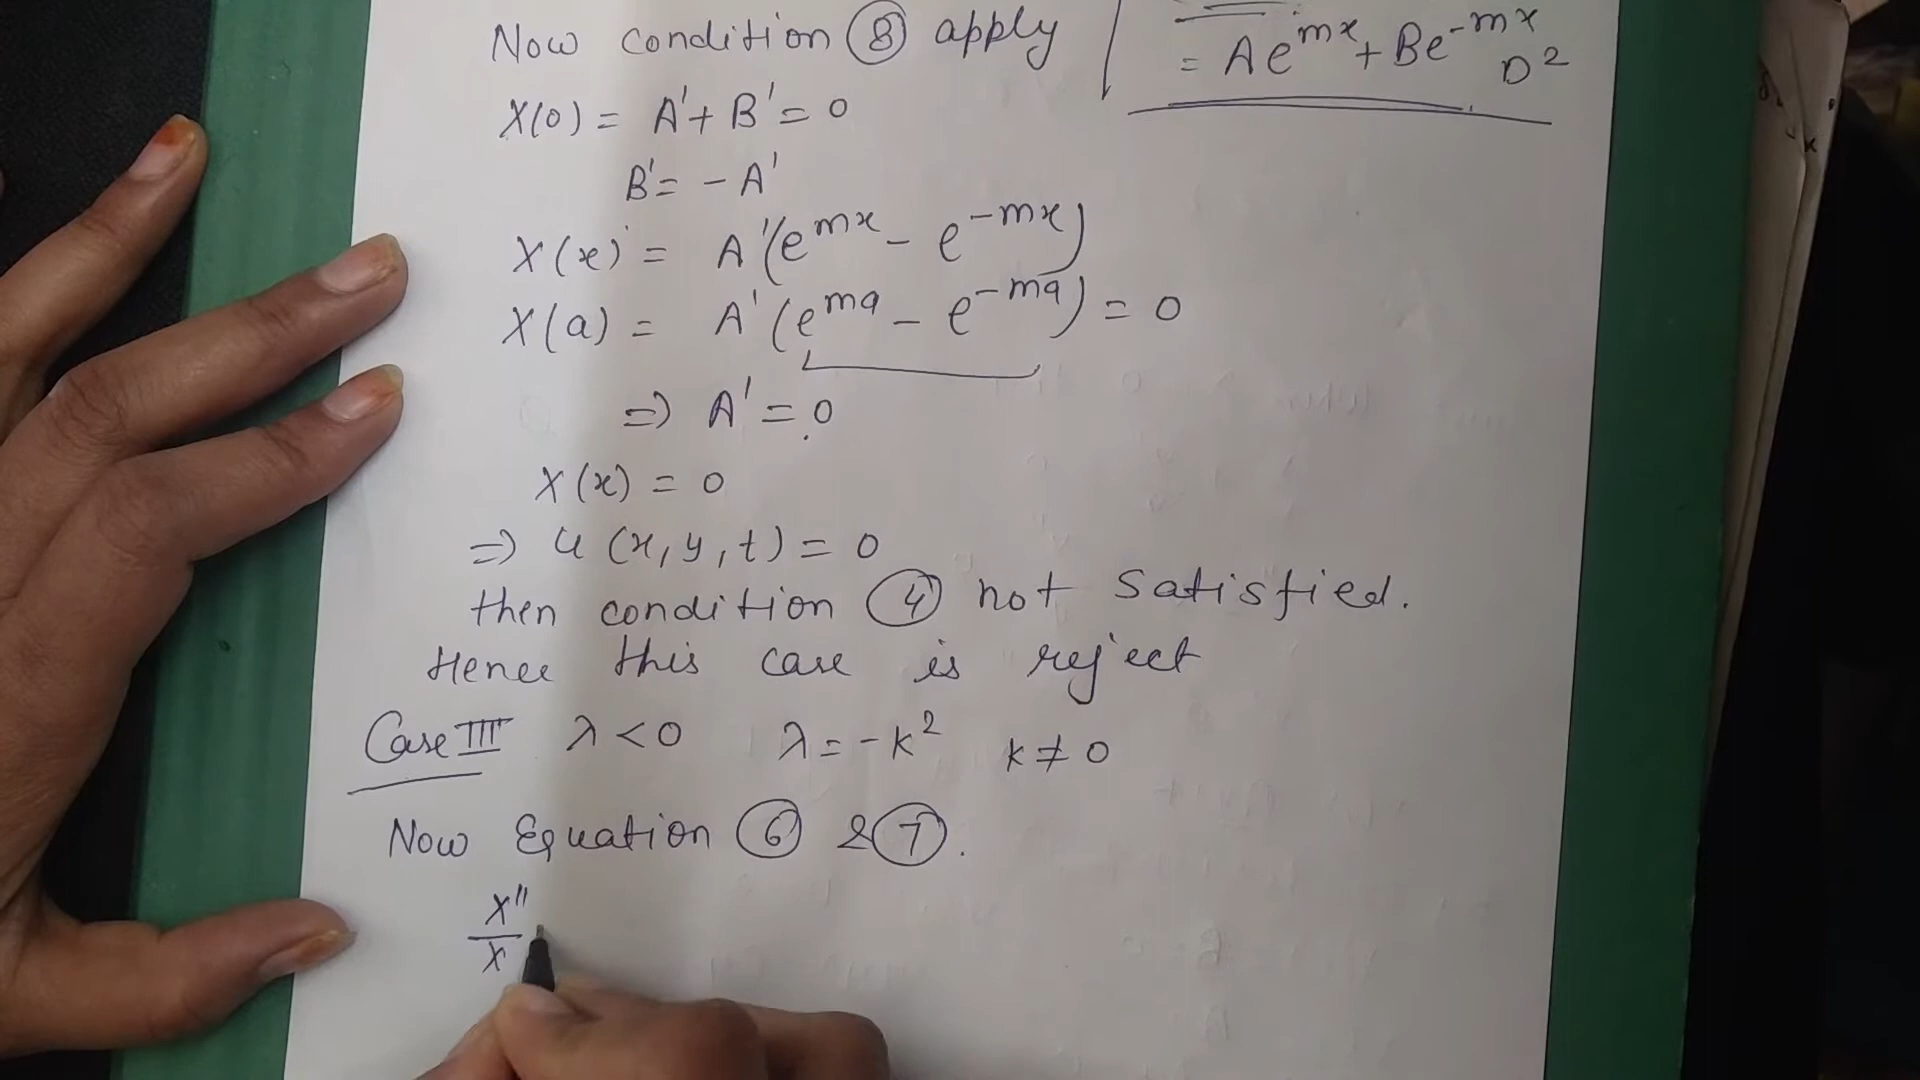 Now condition ⑧ apply
= Ae^{mx} + Be^{-mx}
D^2
X(0) = A' + B' = 0
B' = - A'
X(x) = A'(e^{mx} - e^{-mx})
X(a) = A'(e^{ma} - e^{-ma}) = 0
=> A' = 0
X(x) = 0
=> u(x, y, t) = 0
then condition ④ not satisfied.
Hence this case is reject
Case III λ < 0 λ = -k^2 k ≠ 0
Now Equation ⑥ & ⑦.
X''
X